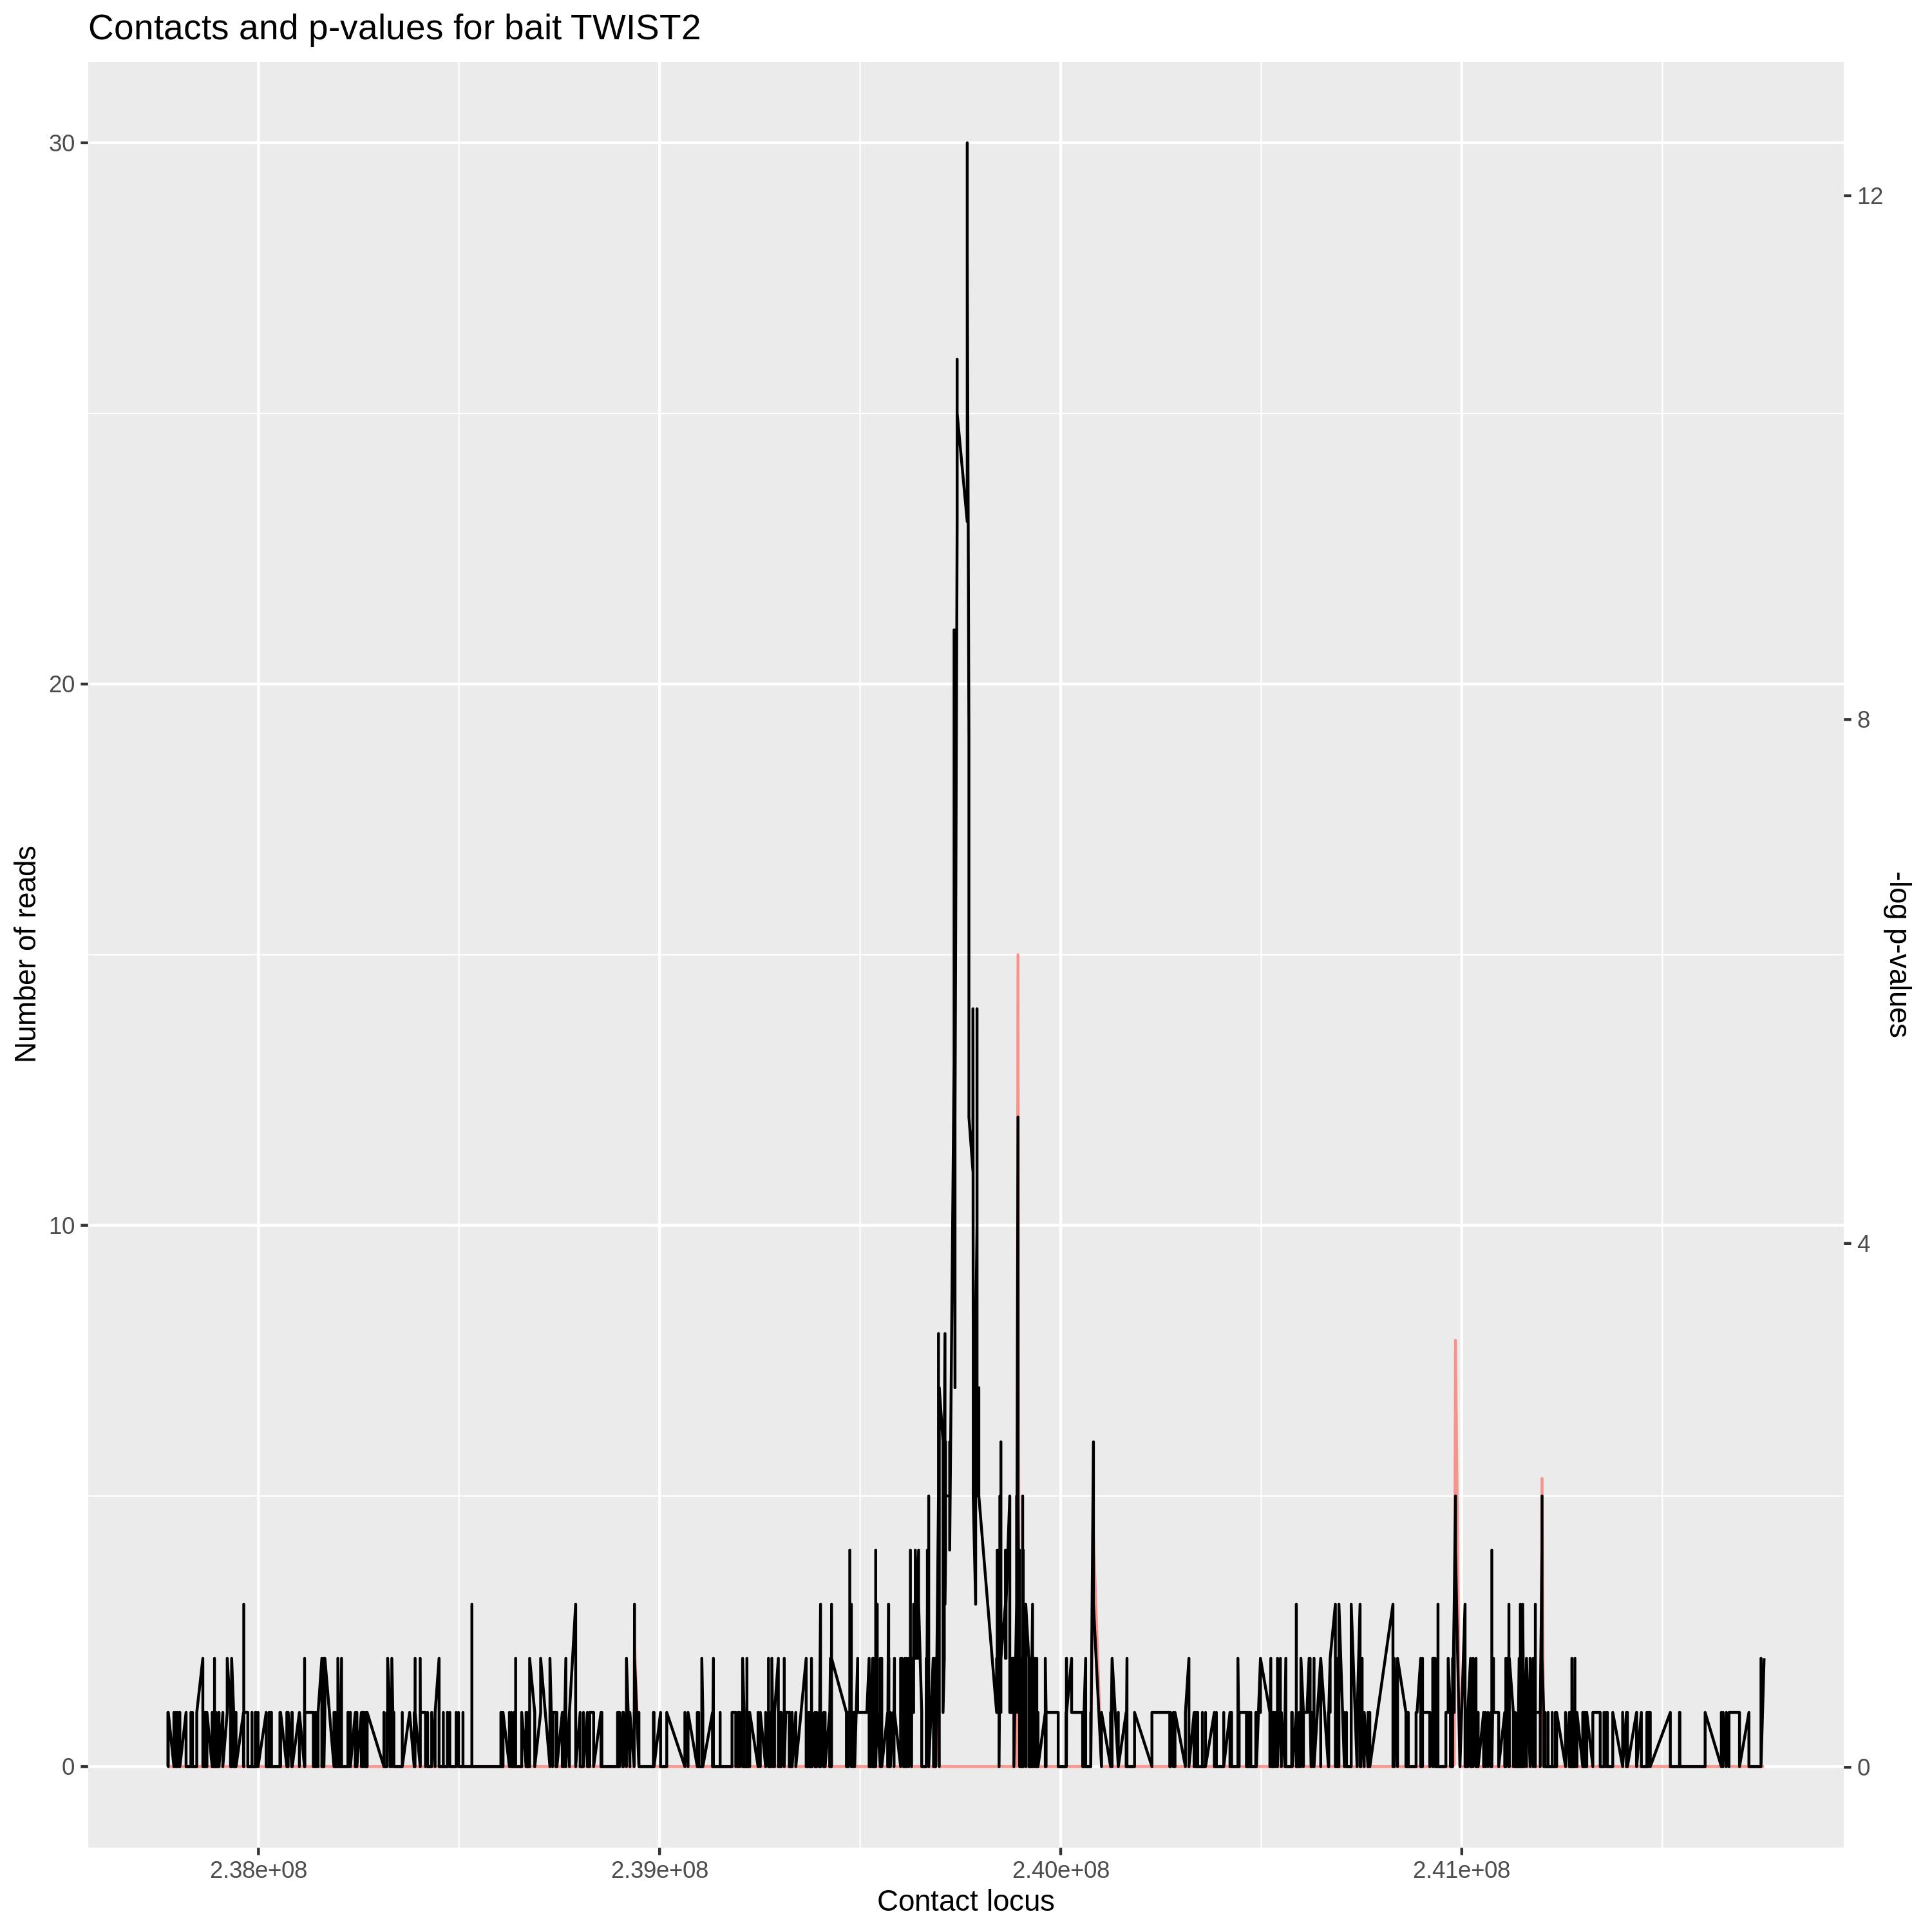 Contacts and p-values for bait TWIST2
30
12
20
8
10
4
0
0
Number of reads
-log p-values
2.38e+08 2.39e+08 2.40e+08 2.41e+08
Contact locus